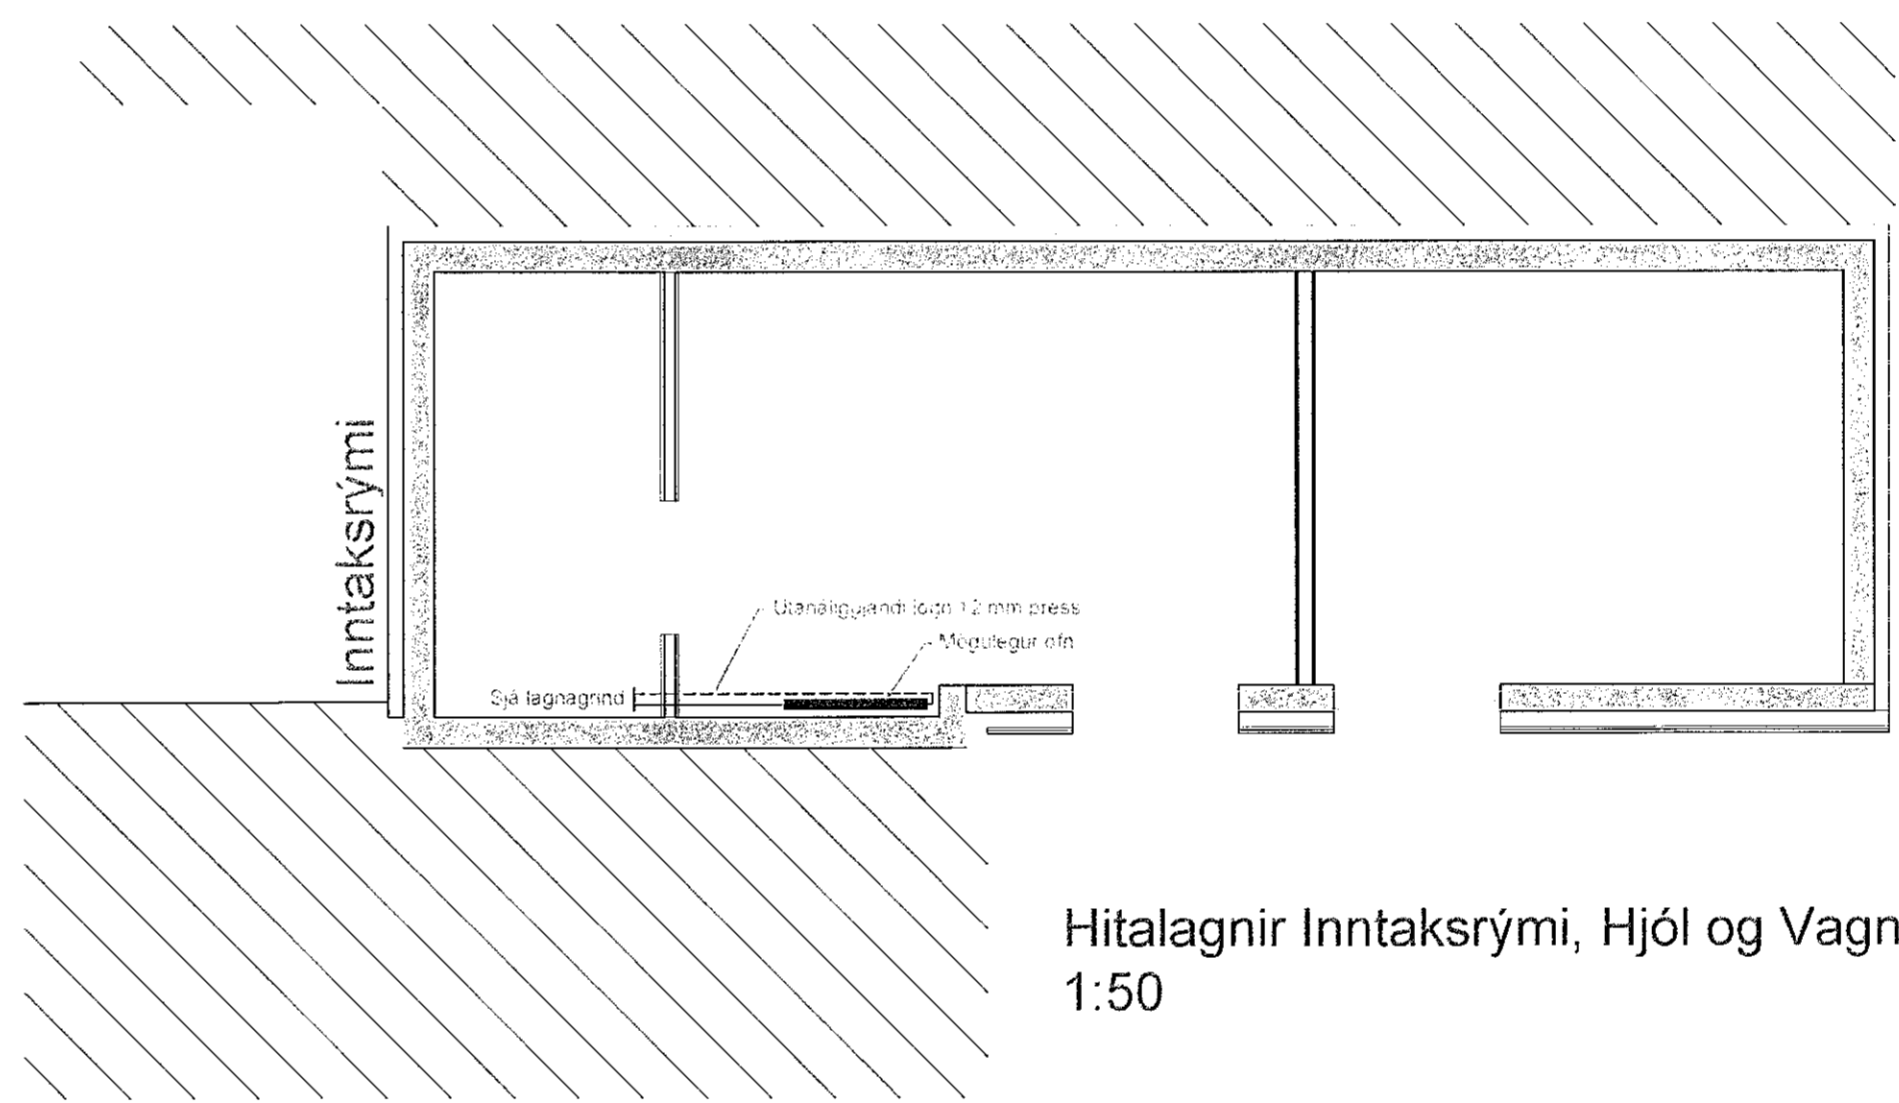 Inntaksrými
Utanáliggjandi lögn 12 mm press
Mögulegur ofn
Sjá lagnagrind
Hitalagnir Inntaksrými, Hjól og Vagn
1:50